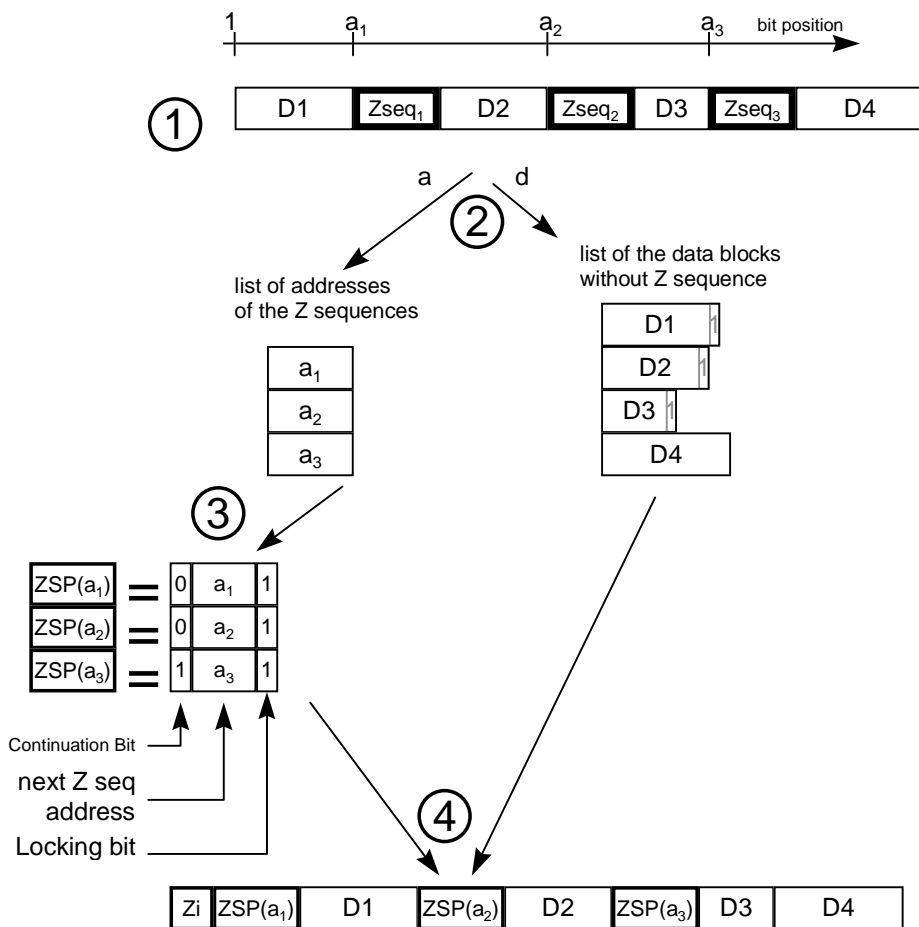 1 a₁ a₂ a₃ bit position
1
D1 Zseq₁ D2 Zseq₂ D3 Zseq₃ D4
a d
2
list of addresses
of the Z sequences
list of the data blocks
without Z sequence
D1 1
D2 1
D3 1
D4
a₁
a₂
a₃
3
ZSP(a₁) = 0 a₁ 1
ZSP(a₂) = 0 a₂ 1
ZSP(a₃) = 1 a₃ 1
Continuation Bit
next Z seq
address
Locking bit
4
Zi ZSP(a₁) D1 ZSP(a₂) D2 ZSP(a₃) D3 D4